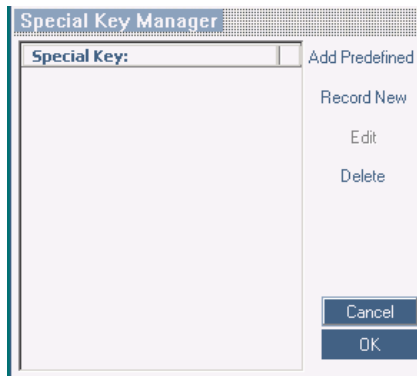 Special Key Manager
Special Key:
Add Predefined
Record New
Edit
Delete
Cancel
OK